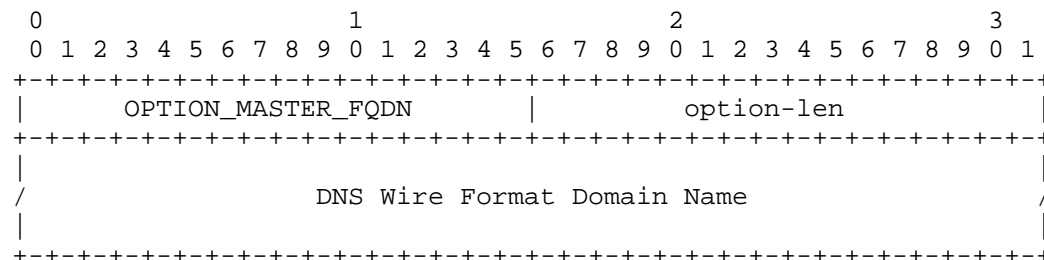 0                   1                   2                   3
 0 1 2 3 4 5 6 7 8 9 0 1 2 3 4 5 6 7 8 9 0 1 2 3 4 5 6 7 8 9 0 1
+-+-+-+-+-+-+-+-+-+-+-+-+-+-+-+-+-+-+-+-+-+-+-+-+-+-+-+-+-+-+-+-+
|      OPTION_MASTER_FQDN       |         option-len            |
+-+-+-+-+-+-+-+-+-+-+-+-+-+-+-+-+-+-+-+-+-+-+-+-+-+-+-+-+-+-+-+-+
|                                                               |
/                  DNS Wire Format Domain Name                  /
|                                                               |
+-+-+-+-+-+-+-+-+-+-+-+-+-+-+-+-+-+-+-+-+-+-+-+-+-+-+-+-+-+-+-+-+